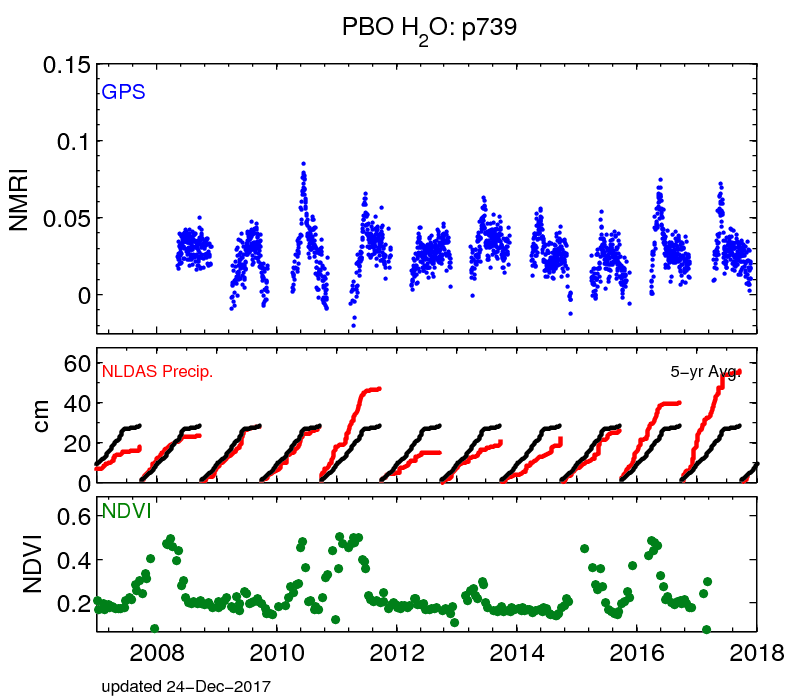 PBO H2O: p739
0.15
GPS
0.1
NMRI
0.05
0
60
NLDAS Precip.
5-yr Avg.
40
cm
20
0
NDVI
0.6
NDVI
0.4
0.2
2008 2010 2012 2014 2016 2018
updated 24-Dec-2017